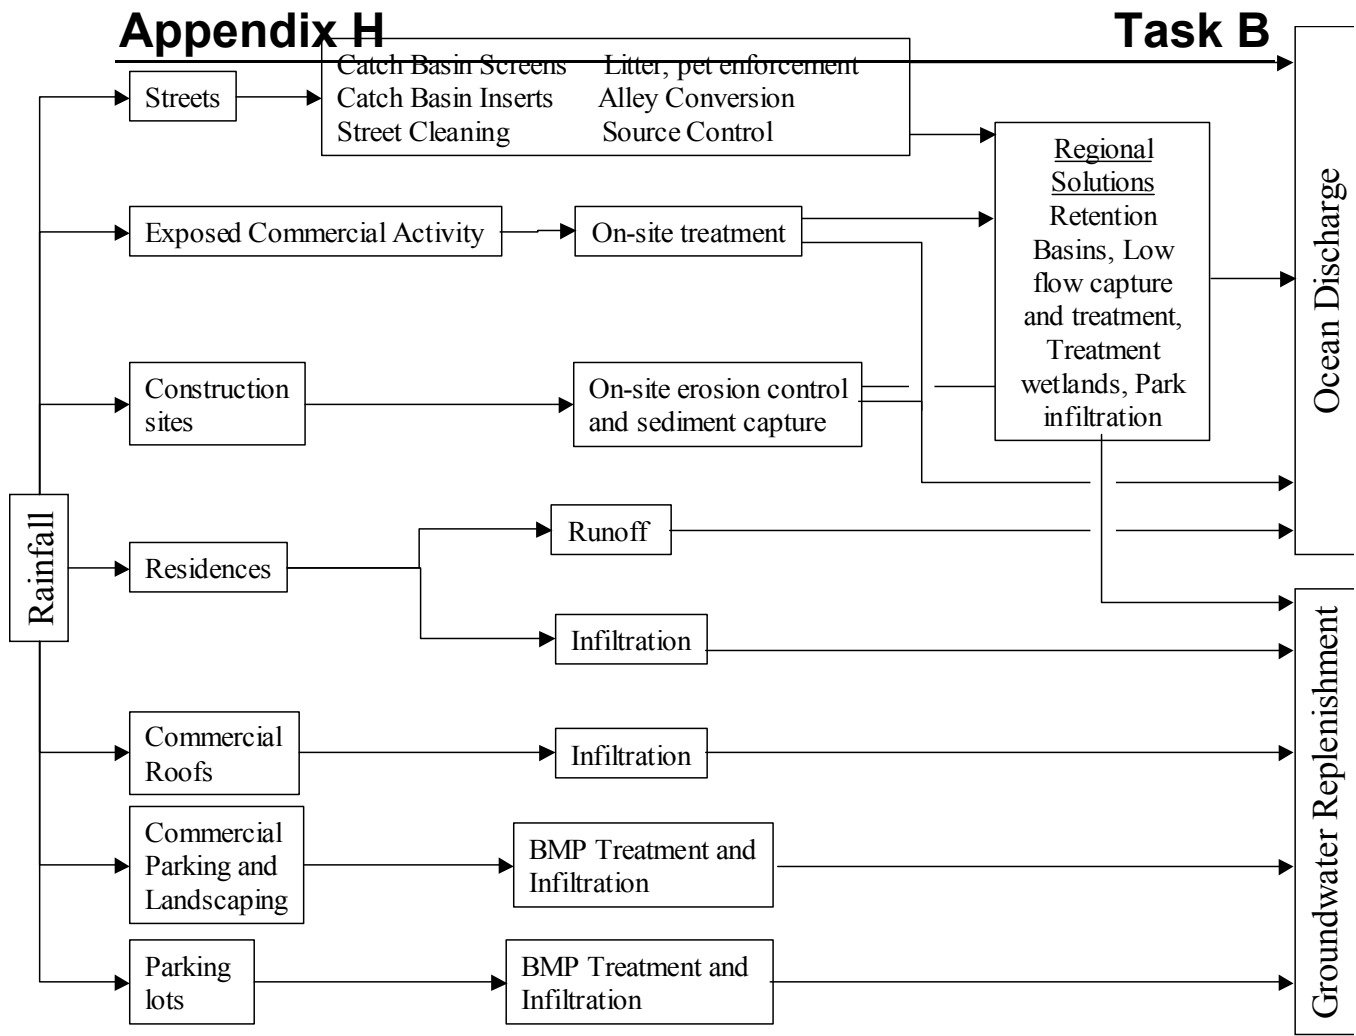 Appendix H
Task B
Streets
Catch Basin Screens Litter, pet enforcement
Catch Basin Inserts Alley Conversion
Street Cleaning Source Control
Exposed Commercial Activity
On-site treatment
Regional
Solutions
Retention
Basins, Low
flow capture
and treatment,
Treatment
wetlands, Park
infiltration
Ocean Discharge
Construction
sites
On-site erosion control
and sediment capture
Rainfall
Residences
Runoff
Infiltration
Commercial
Roofs
Infiltration
Groundwater Replenishment
Commercial
Parking and
Landscaping
BMP Treatment and
Infiltration
Parking
lots
BMP Treatment and
Infiltration